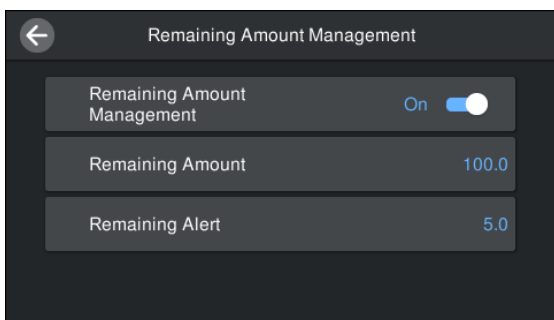 Remaining Amount Management
Remaining Amount
Management
On
Remaining Amount
100.0
Remaining Alert
5.0